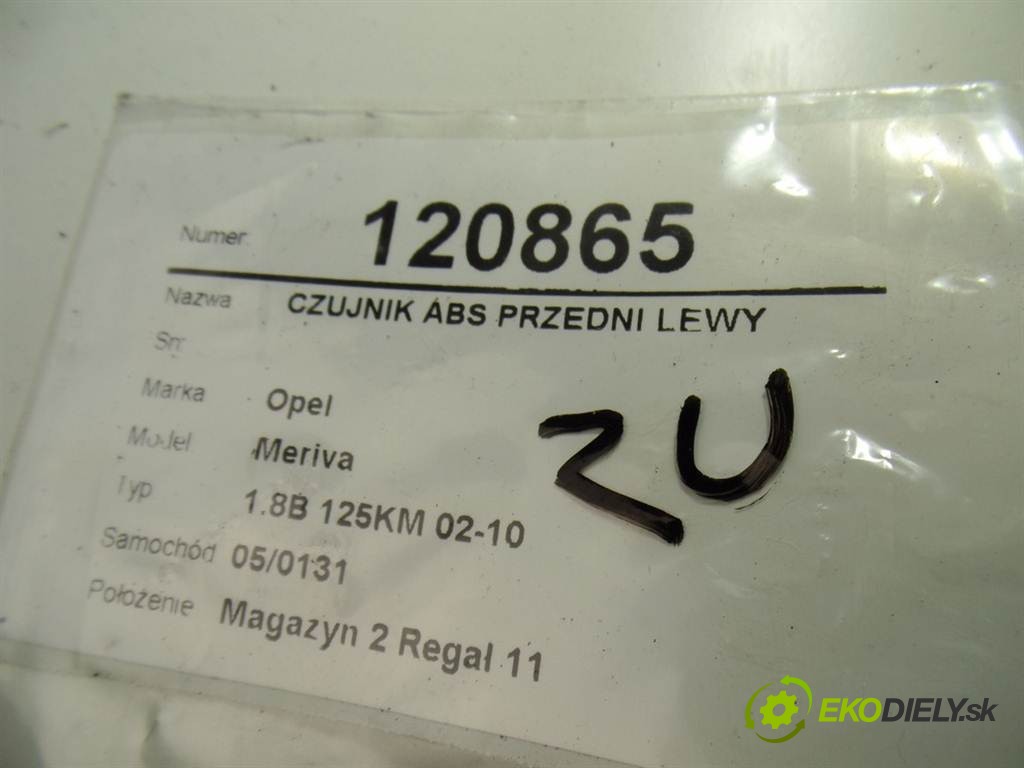 Numer 120865
Nazwa CZUJNIK ABS PRZEDNI LEWY
Sn
Marka Opel
Model Meriva
Typ 1.8B 125KM 02-10
Samochód 05/0131
Położenie Magazyn 2 Regał 11
ZU
EKODIELY.sk